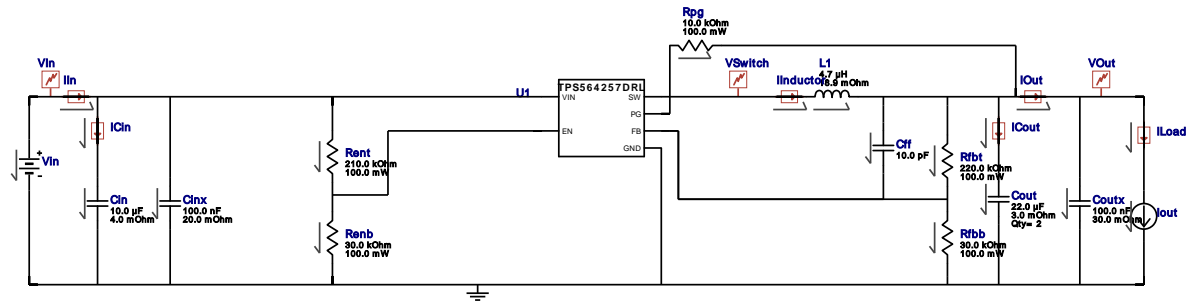 Rpg
10.0 kOhm
100.0 mW
VIn
IIn
VSwitch
L1
4.7 µH
IInductor
IOut
VOut
U1
TPS564257DRL
VIN
SW
PG
EN
FB
GND
ICin
ICout
ILoad
Vin
+
-
Rent
210.0 kOhm
100.0 mW
Cff
10.0 pF
Rfbt
220.0 kOhm
100.0 mW
Cin
10.0 µF
4.0 mOhm
Cinx
100.0 nF
20.0 mOhm
Renb
30.0 kOhm
100.0 mW
Rfbb
30.0 kOhm
100.0 mW
Cout
22.0 µF
3.0 mOhm
Qty= 2
Coutx
100.0 nF
30.0 mOhm
Iout